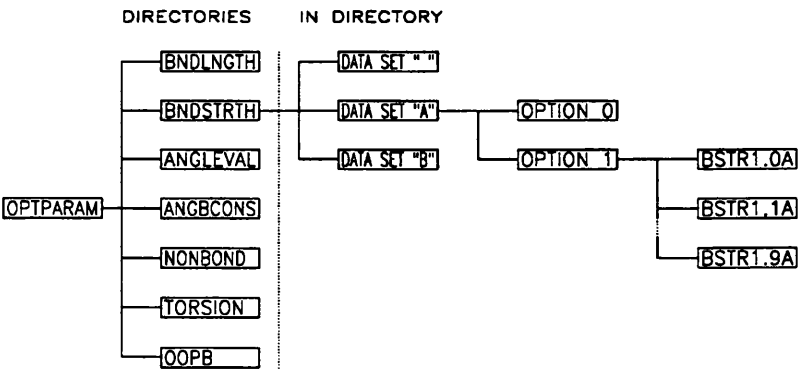 DIRECTORIES IN DIRECTORY
BNDLNGTH DATA SET " "
BNDSTRTH DATA SET "A" OPTION 0
ANGLEVAL DATA SET "B" OPTION 1 BSTR1.0A
OPTPARAM ANGBCONS BSTR1.1A
NONBOND BSTR1.9A
TORSION
OOPB